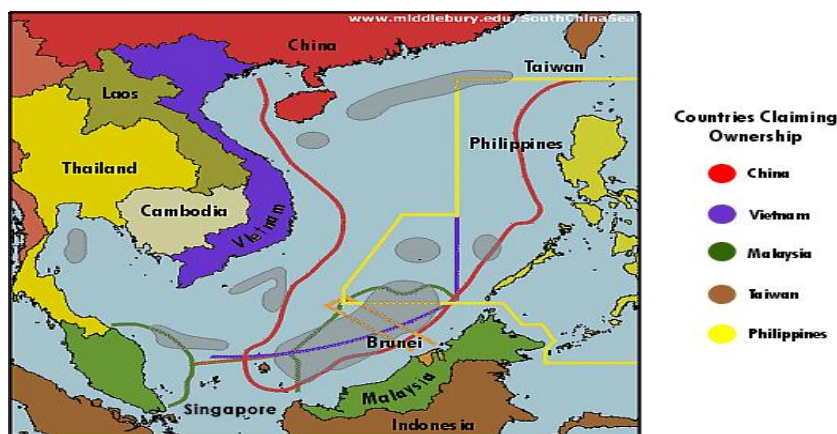 www.middlebury.edu/SouthChinaSea
China
Taiwan
Laos
Philippines
Thailand
Cambodia
Vietnam
Brunei
Malaysia
Singapore
Indonesia
Countries Claiming
Ownership
China
Vietnam
Malaysia
Taiwan
Philippines